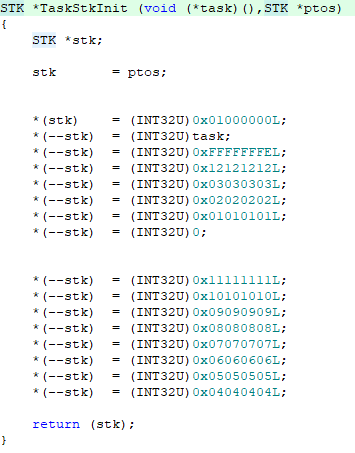 STK *TaskStkInit (void (*task)(),STK *ptos)
{
STK *stk;
stk = ptos;
*(stk) = (INT32U)0x01000000L;
*(--stk) = (INT32U)task;
*(--stk) = (INT32U)0xFFFFFFFEL;
*(--stk) = (INT32U)0x12121212L;
*(--stk) = (INT32U)0x03030303L;
*(--stk) = (INT32U)0x02020202L;
*(--stk) = (INT32U)0x01010101L;
*(--stk) = (INT32U)0;
*(--stk) = (INT32U)0x11111111L;
*(--stk) = (INT32U)0x10101010L;
*(--stk) = (INT32U)0x09090909L;
*(--stk) = (INT32U)0x08080808L;
*(--stk) = (INT32U)0x07070707L;
*(--stk) = (INT32U)0x06060606L;
*(--stk) = (INT32U)0x05050505L;
*(--stk) = (INT32U)0x04040404L;
return (stk);
}